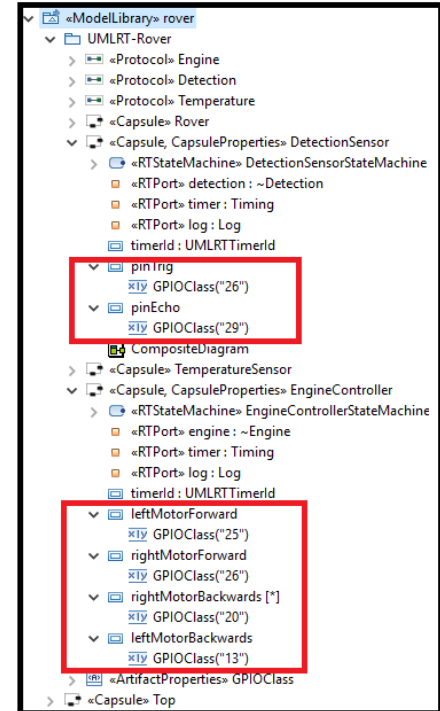 «ModelLibrary» rover
UMLRT-Rover
«Protocol» Engine
«Protocol» Detection
«Protocol» Temperature
«Capsule» Rover
«Capsule, CapsuleProperties» DetectionSensor
«RTStateMachine» DetectionSensorStateMachine
«RTPort» detection : ~Detection
«RTPort» timer : Timing
«RTPort» log : Log
timerId : UMLRTTimerId
pinTrig
GPIOClass("26")
pinEcho
GPIOClass("29")
CompositeDiagram
«Capsule» TemperatureSensor
«Capsule, CapsuleProperties» EngineController
«RTStateMachine» EngineControllerStateMachine
«RTPort» engine : ~Engine
«RTPort» timer : Timing
«RTPort» log : Log
timerId : UMLRTTimerId
leftMotorForward
GPIOClass("25")
rightMotorForward
GPIOClass("26")
rightMotorBackwards [*]
GPIOClass("20")
leftMotorBackwards
GPIOClass("13")
«ArtifactProperties» GPIOClass
«Capsule» Top